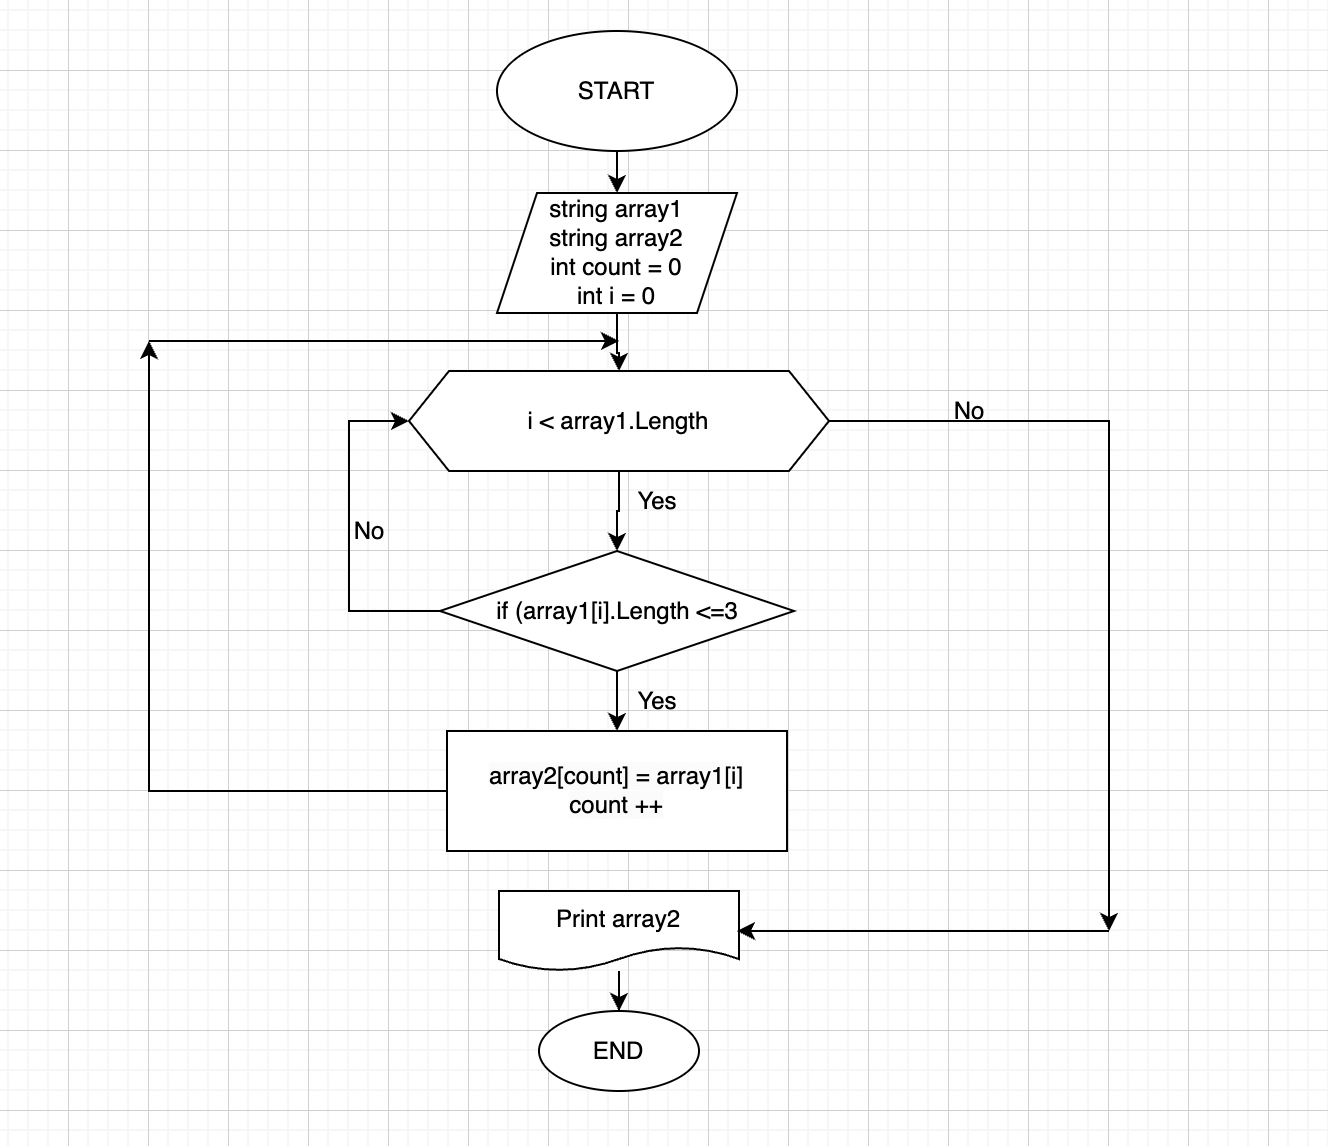 START
string array1
string array2
int count = 0
int i = 0
i < array1.Length
No
Yes
No
if (array1[i].Length <=3
Yes
array2[count] = array1[i]
count ++
Print array2
END